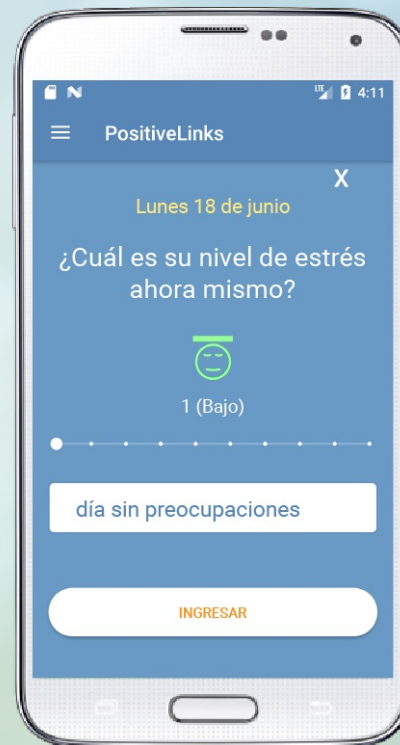 LTE 4:11
PositiveLinks
X
Lunes 18 de junio
¿Cuál es su nivel de estrés
ahora mismo?
1 (Bajo)
día sin preocupaciones
INGRESAR